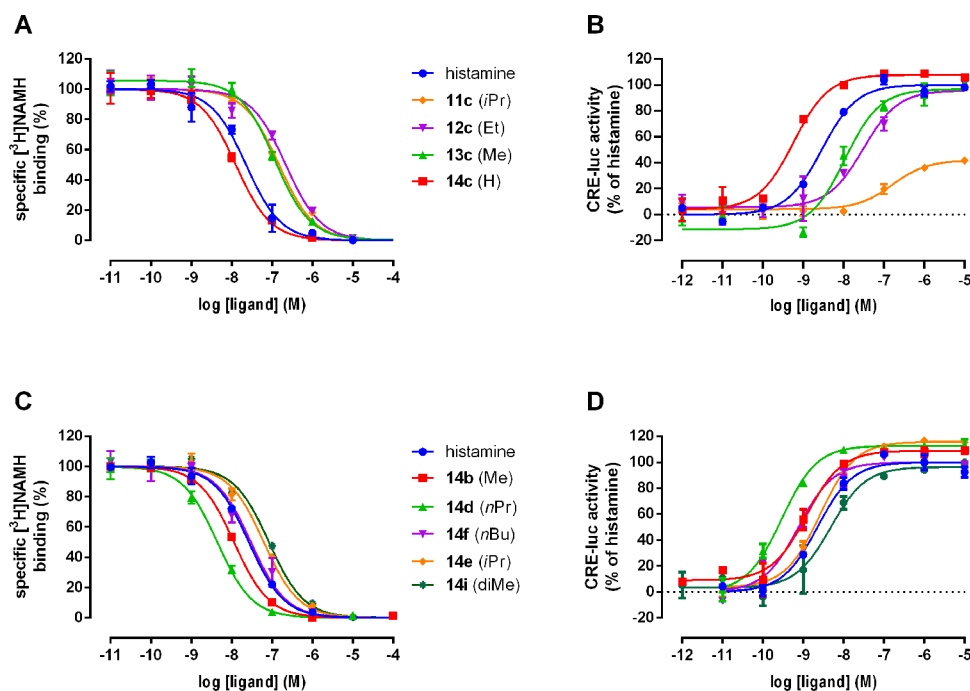 A
specific [³H]NAMH
binding (%)
120
100
80
60
40
20
0
-11 -10 -9 -8 -7 -6 -5 -4
log [ligand] (M)
histamine
11c (iPr)
12c (Et)
13c (Me)
14c (H)
B
CRE-luc activity
(% of histamine)
120
100
80
60
40
20
0
-20
-12 -11 -10 -9 -8 -7 -6 -5
log [ligand] (M)
C
specific [³H]NAMH
binding (%)
120
100
80
60
40
20
0
-11 -10 -9 -8 -7 -6 -5 -4
log [ligand] (M)
histamine
14b (Me)
14d (nPr)
14f (nBu)
14e (iPr)
14i (diMe)
D
CRE-luc activity
(% of histamine)
120
100
80
60
40
20
0
-20
-12 -11 -10 -9 -8 -7 -6 -5
log [ligand] (M)